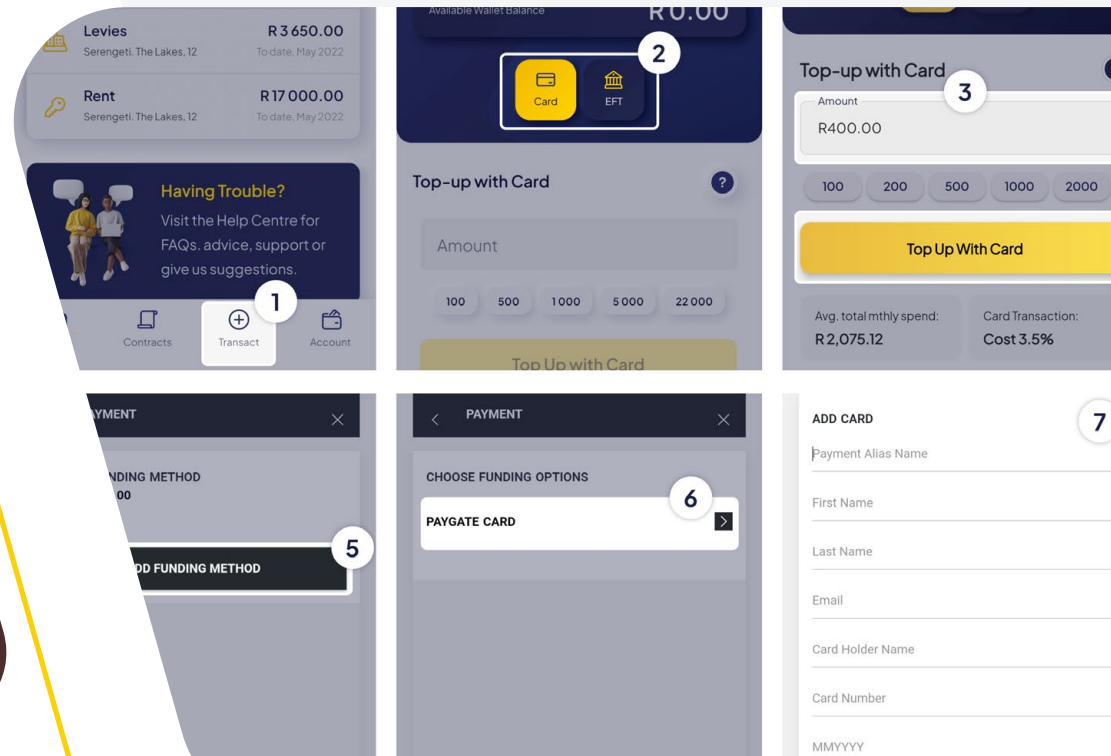 Levies
R 3 650.00
Serengeti. The Lakes, 12
To date. May 2022
Rent
R 17 000.00
Serengeti. The Lakes, 12
To date. May 2022
Having Trouble?
Visit the Help Centre for
FAQs. advice, support or
give us suggestions.
1
Contracts
Transact
Account
Available Wallet Balance
R 0.00
2
Card
EFT
Top-up with Card
?
Amount
100
500
1 000
5 000
22 000
Top Up with Card
Top-up with Card
3
Amount
R400.00
100
200
500
1000
2000
Top Up With Card
Avg. total mthly spend:
R 2,075.12
Card Transaction:
Cost 3.5%
YMENT
NDING METHOD
00
5
DD FUNDING METHOD
PAYMENT
CHOOSE FUNDING OPTIONS
6
PAYGATE CARD
ADD CARD
7
Payment Alias Name
First Name
Last Name
Email
Card Holder Name
Card Number
MMYYYY